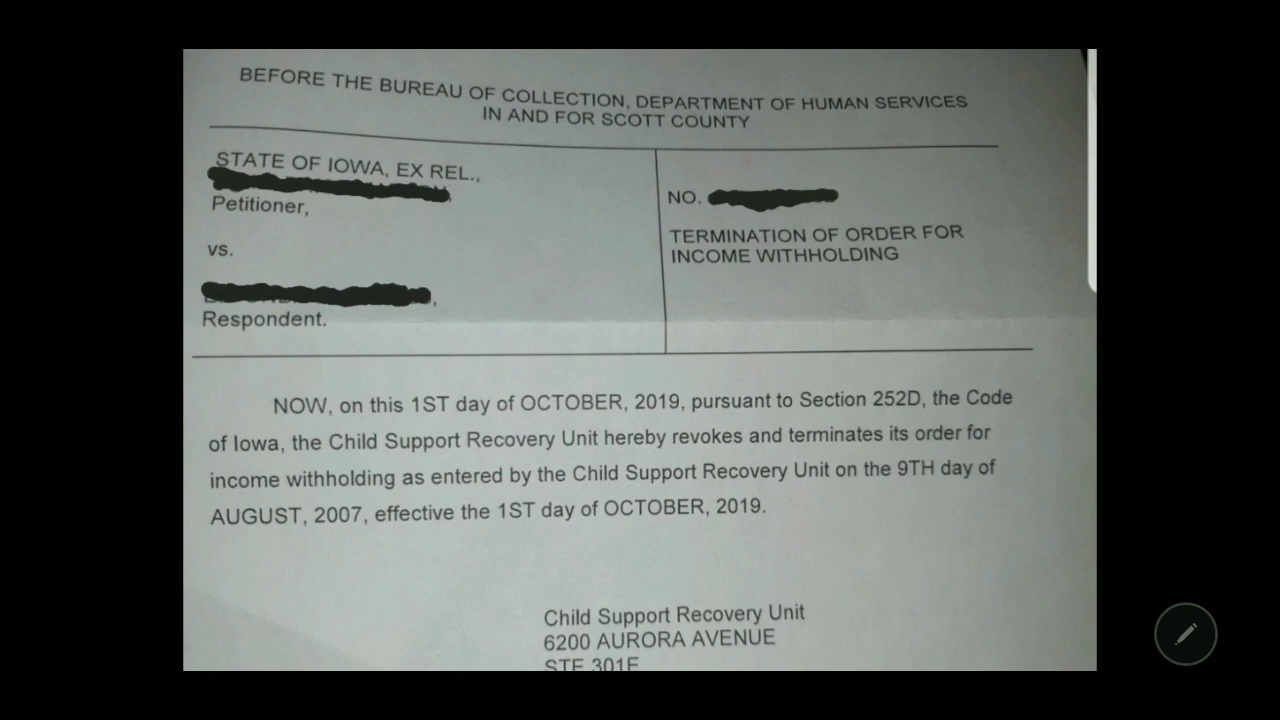 BEFORE THE BUREAU OF COLLECTION, DEPARTMENT OF HUMAN SERVICES
IN AND FOR SCOTT COUNTY
STATE OF IOWA, EX REL.,
Petitioner,
vs.
Respondent.
NO.
TERMINATION OF ORDER FOR
INCOME WITHHOLDING
NOW, on this 1ST day of OCTOBER, 2019, pursuant to Section 252D, the Code
of Iowa, the Child Support Recovery Unit hereby revokes and terminates its order for
income withholding as entered by the Child Support Recovery Unit on the 9TH day of
AUGUST, 2007, effective the 1ST day of OCTOBER, 2019.
Child Support Recovery Unit
6200 AURORA AVENUE
STE 301E